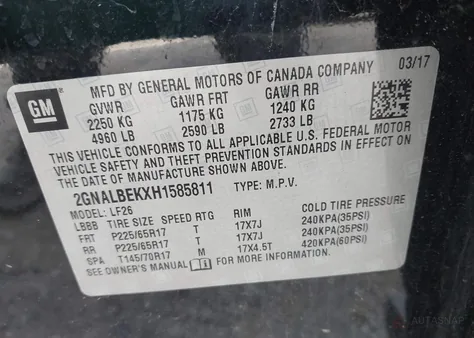 GM
MFD BY GENERAL MOTORS OF CANADA COMPANY 03/17
GVWR GAWR FRT GAWR RR
2250 KG 1175 KG 1240 KG
4960 LB 2590 LB 2733 LB
THIS VEHICLE CONFORMS TO ALL APPLICABLE U.S. FEDERAL MOTOR
VEHICLE SAFETY AND THEFT PREVENTION STANDARDS IN EFFECT ON
THE DATE OF MANUFACTURE SHOWN ABOVE.
2GNALBEKXH1585811 TYPE: M.P.V.
MODEL: LF26
LBBB TIRE SIZE SPEED RTG RIM COLD TIRE PRESSURE
FRT P225/65R17 T 17X7J 240KPA(35PSI)
RR P225/65R17 T 17X7J 240KPA(35PSI)
SPA T145/70R17 M 17X4.5T 420KPA(60PSI)
SEE OWNER'S MANUAL FOR MORE INFORMATION.
AUTASNAP